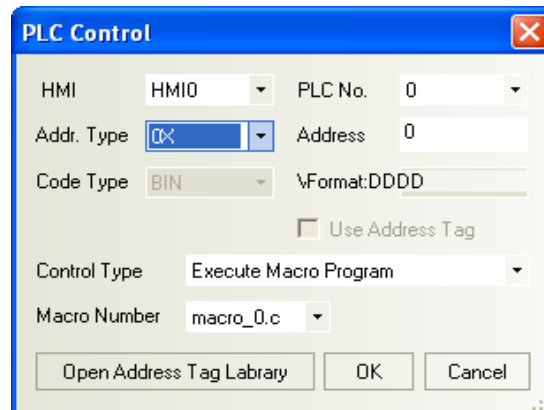 PLC Control
HMI HMI0 PLC No. 0
Addr. Type 0X Address 0
Code Type BIN \Format:DDDD
Use Address Tag
Control Type Execute Macro Program
Macro Number macro_0.c
Open Address Tag Labrary OK Cancel